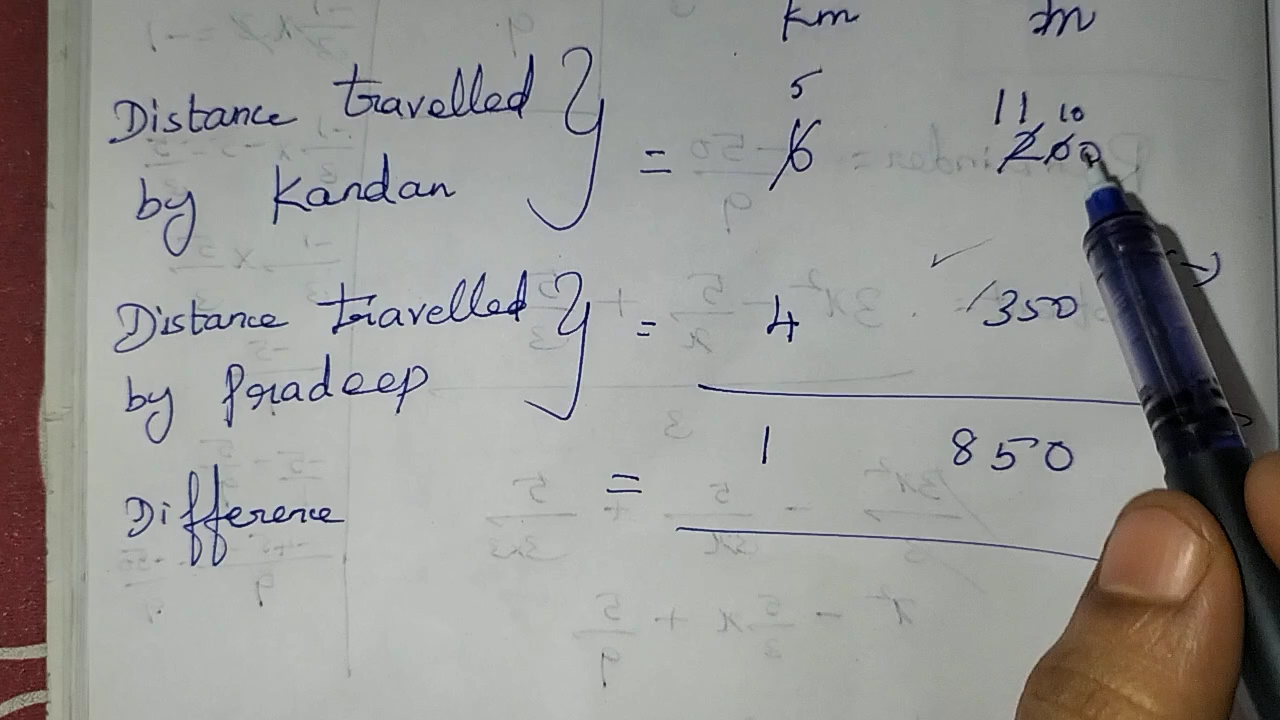 km m
5 11 10
Distance travelled
by Kandan } = 6 200
Distance travelled
by Pradeep } = 4 350
Difference = 1 850